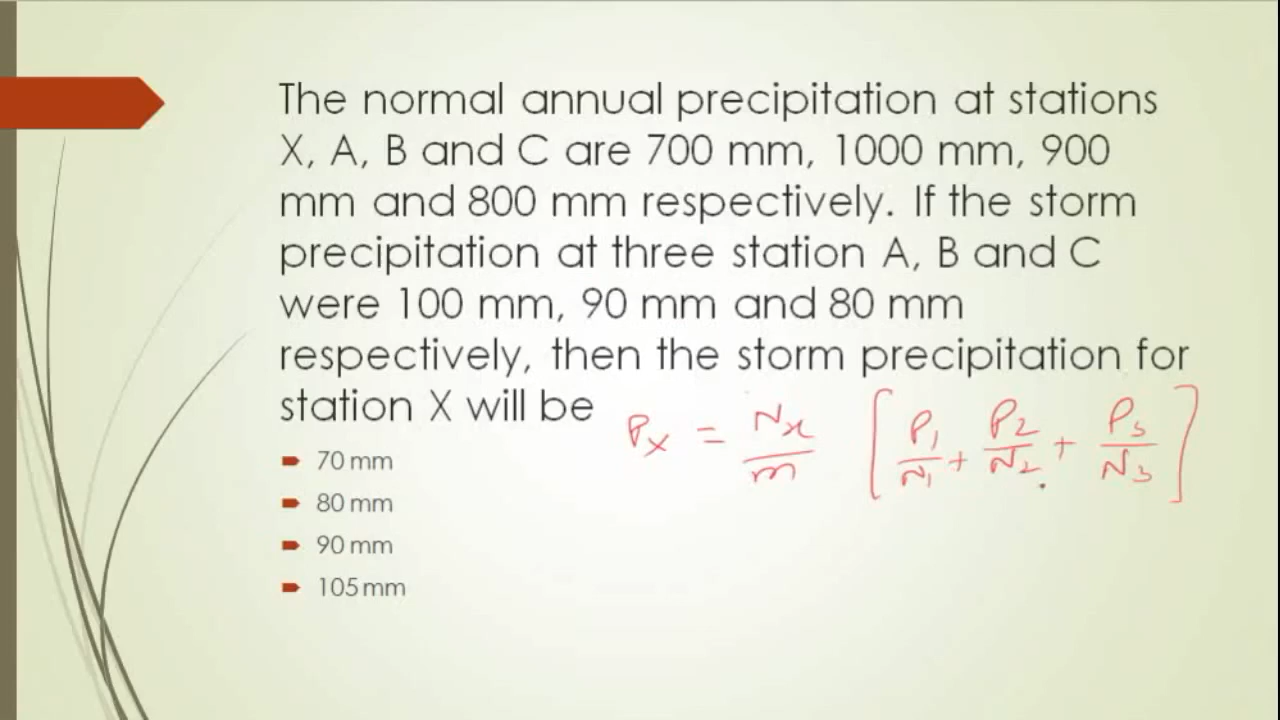 The normal annual precipitation at stations
X, A, B and C are 700 mm, 1000 mm, 900
mm and 800 mm respectively. If the storm
precipitation at three station A, B and C
were 100 mm, 90 mm and 80 mm
respectively, then the storm precipitation for
station X will be
Px = Nx/m [P1/N1 + P2/N2 + P3/N3]
70 mm
80 mm
90 mm
105 mm